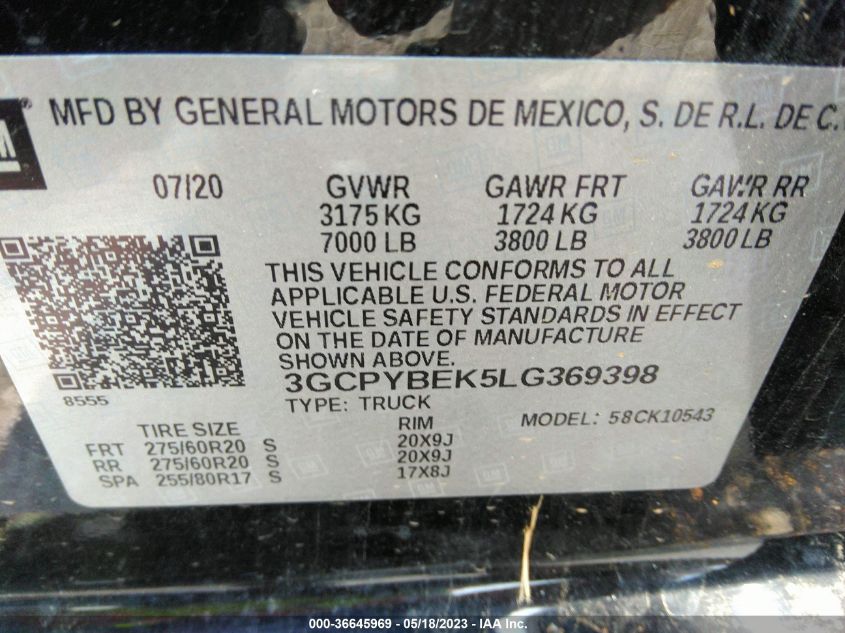 GM ®
MFD BY GENERAL MOTORS DE MEXICO, S. DE R.L. DE C.V
07/20 GVWR GAWR FRT GAWR RR
3175 KG 1724 KG 1724 KG
7000 LB 3800 LB 3800 LB
THIS VEHICLE CONFORMS TO ALL
APPLICABLE U.S. FEDERAL MOTOR
VEHICLE SAFETY STANDARDS IN EFFECT
ON THE DATE OF MANUFACTURE
SHOWN ABOVE.
3GCPYBEK5LG369398
8555
TYPE: TRUCK MODEL: 58CK10543
TIRE SIZE RIM
FRT 275/60R20 S 20X9J
RR 275/60R20 S 20X9J
SPA 255/80R17 S 17X8J
000-36645969 - 05/18/2023 - IAA Inc.